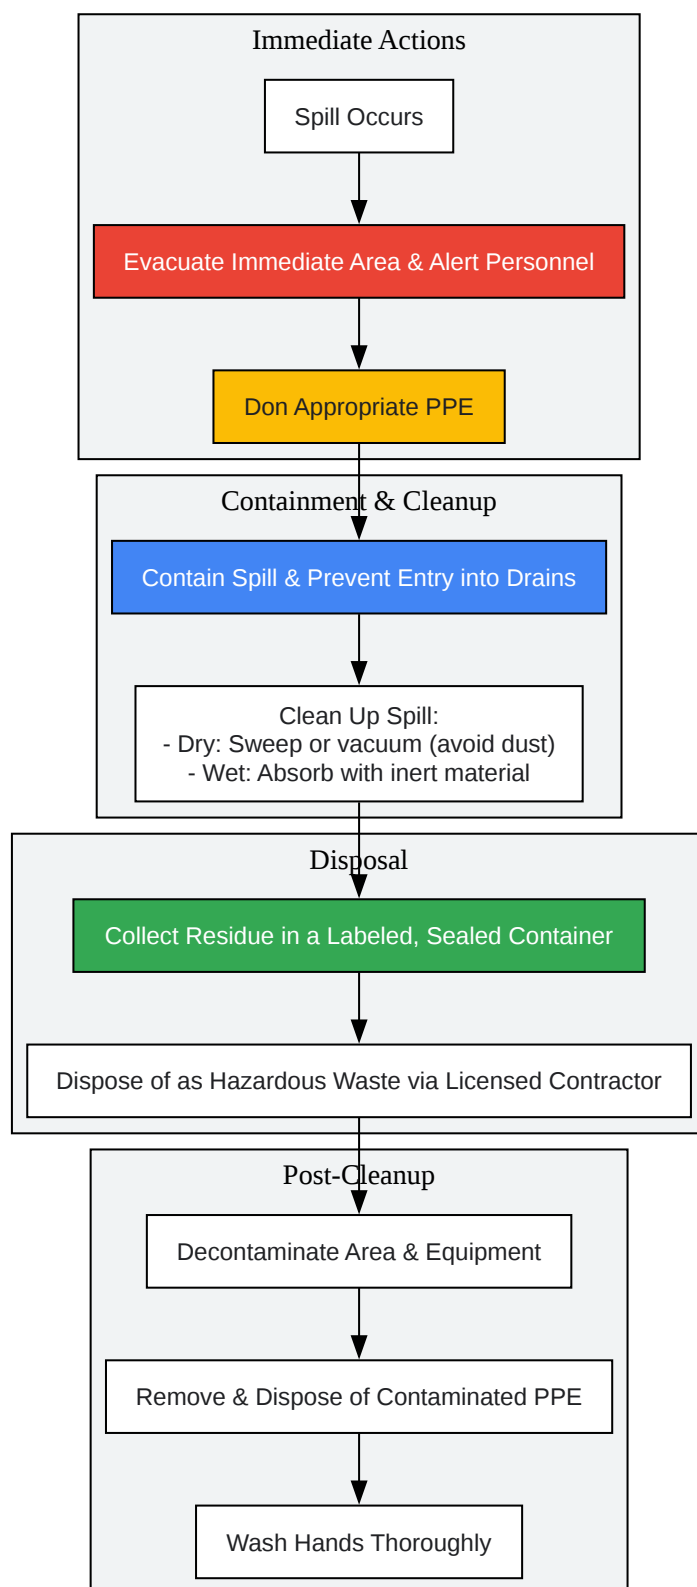 Immediate Actions
Spill Occurs
Evacuate Immediate Area & Alert Personnel
Don Appropriate PPE
Containment & Cleanup
Contain Spill & Prevent Entry into Drains
Clean Up Spill:
- Dry: Sweep or vacuum (avoid dust)
- Wet: Absorb with inert material
Disposal
Collect Residue in a Labeled, Sealed Container
Dispose of as Hazardous Waste via Licensed Contractor
Post-Cleanup
Decontaminate Area & Equipment
Remove & Dispose of Contaminated PPE
Wash Hands Thoroughly